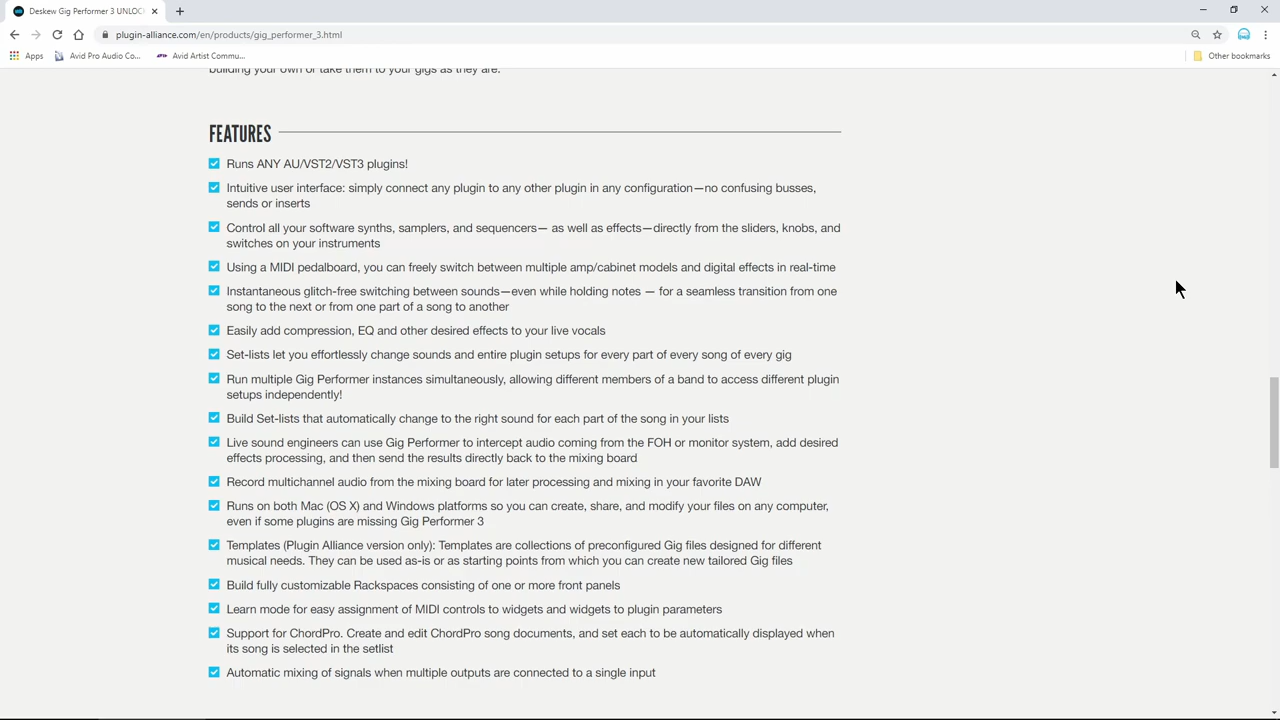 Deskew Gig Performer 3 UNLOCK
plugin-alliance.com/en/products/gig_performer_3.html
Apps
Avid Pro Audio Co...
Avid Artist Commu...
Other bookmarks
building your own or take them to your gigs as they are.
FEATURES
Runs ANY AU/VST2/VST3 plugins!
Intuitive user interface: simply connect any plugin to any other plugin in any configuration—no confusing busses,
sends or inserts
Control all your software synths, samplers, and sequencers— as well as effects—directly from the sliders, knobs, and
switches on your instruments
Using a MIDI pedalboard, you can freely switch between multiple amp/cabinet models and digital effects in real-time
Instantaneous glitch-free switching between sounds—even while holding notes — for a seamless transition from one
song to the next or from one part of a song to another
Easily add compression, EQ and other desired effects to your live vocals
Set-lists let you effortlessly change sounds and entire plugin setups for every part of every song of every gig
Run multiple Gig Performer instances simultaneously, allowing different members of a band to access different plugin
setups independently!
Build Set-lists that automatically change to the right sound for each part of the song in your lists
Live sound engineers can use Gig Performer to intercept audio coming from the FOH or monitor system, add desired
effects processing, and then send the results directly back to the mixing board
Record multichannel audio from the mixing board for later processing and mixing in your favorite DAW
Runs on both Mac (OS X) and Windows platforms so you can create, share, and modify your files on any computer,
even if some plugins are missing Gig Performer 3
Templates (Plugin Alliance version only): Templates are collections of preconfigured Gig files designed for different
musical needs. They can be used as-is or as starting points from which you can create new tailored Gig files
Build fully customizable Rackspaces consisting of one or more front panels
Learn mode for easy assignment of MIDI controls to widgets and widgets to plugin parameters
Support for ChordPro. Create and edit ChordPro song documents, and set each to be automatically displayed when
its song is selected in the setlist
Automatic mixing of signals when multiple outputs are connected to a single input